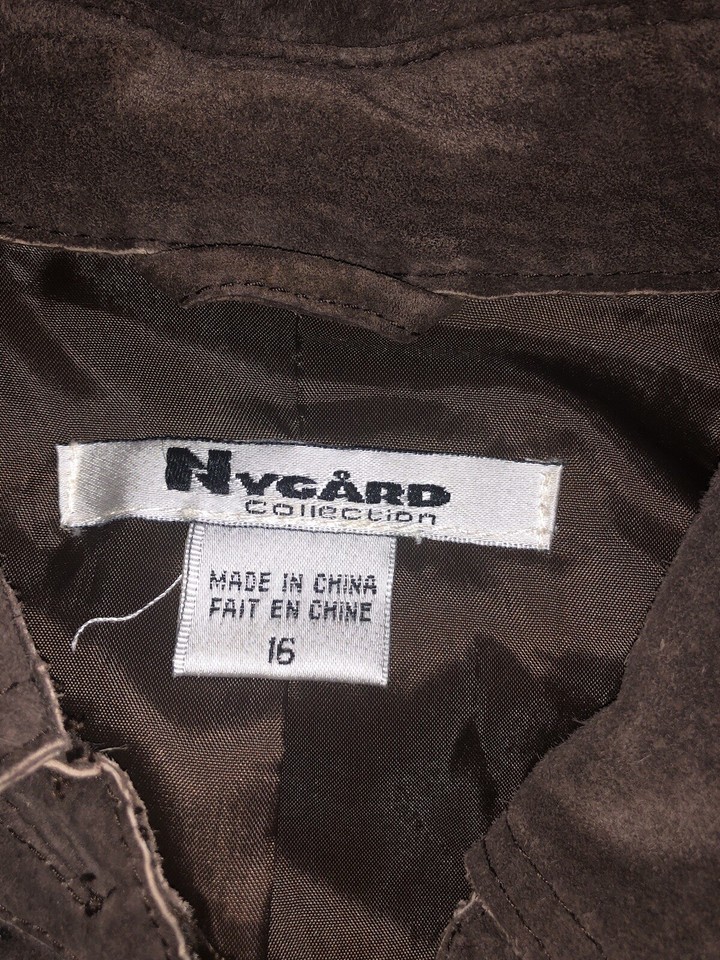 NYGÅRD
Collection
MADE IN CHINA
FAIT EN CHINE
16